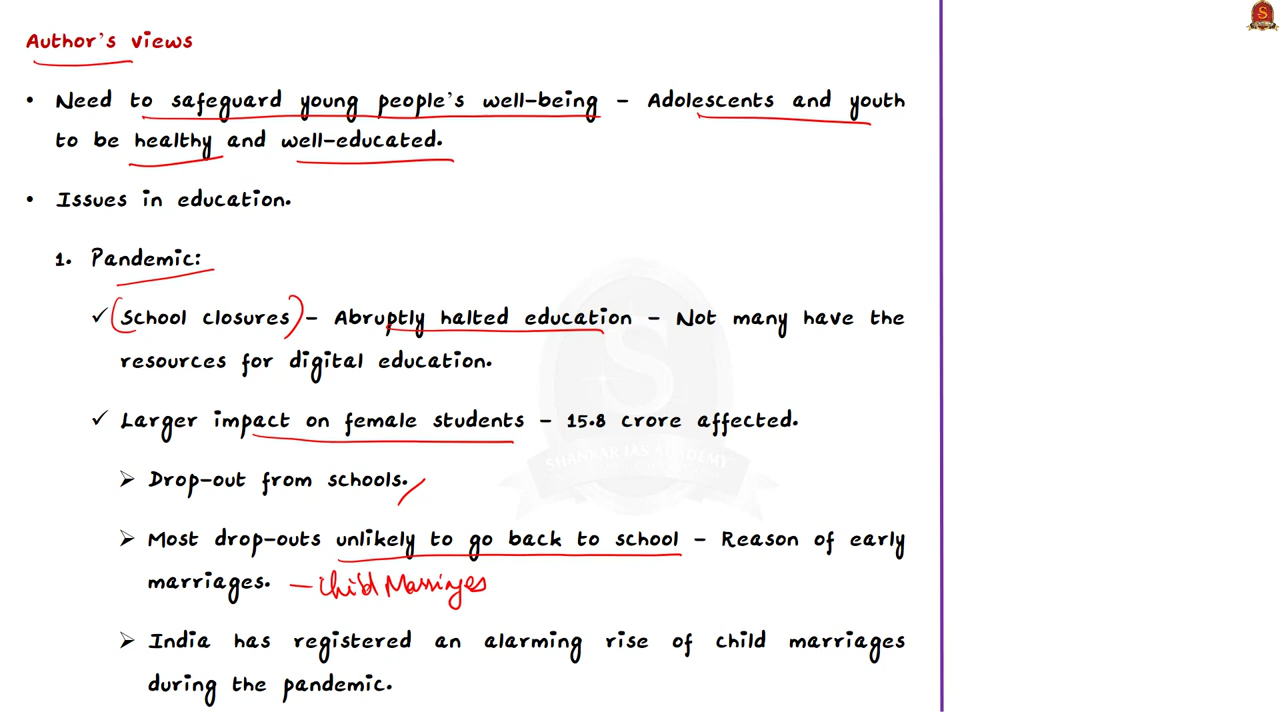 Author's views
• Need to safeguard young people's well-being – Adolescents and youth
to be healthy and well-educated.
• Issues in education.
1. Pandemic:
✓ School closures – Abruptly halted education – Not many have the
resources for digital education.
✓ Larger impact on female students – 15.8 crore affected.
➢ Drop-out from schools.
➢ Most drop-outs unlikely to go back to school – Reason of early
marriages. – Child Marriages
➢ India has registered an alarming rise of child marriages
during the pandemic.
SHANKAR IAS ACADEMY
S
S